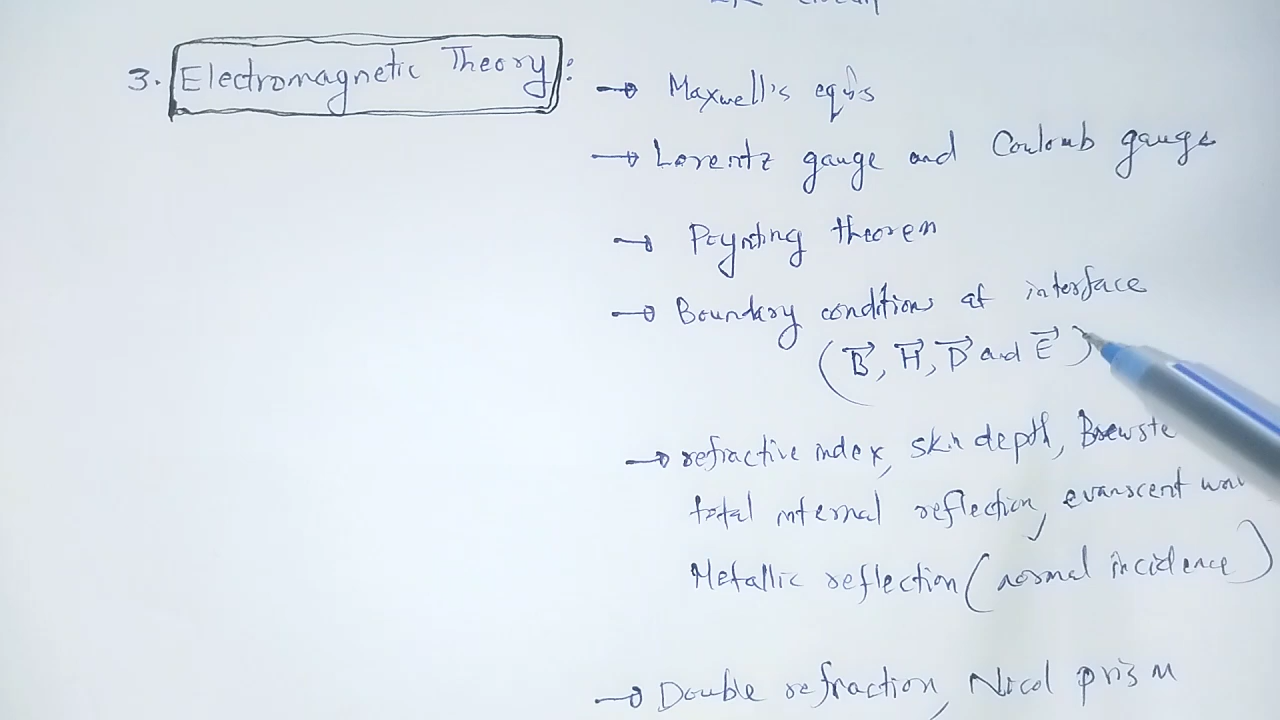 3. Electromagnetic Theory :
→ Maxwell's eqns
→ Lorentz gauge and Coulomb gauge
→ Poynting theorem
→ Boundary conditions at interface
(B⃗, H⃗, D⃗ and E⃗)
→ refractive index, skin depth, Brewste
total internal reflection, evanscent wav
Metallic reflection (normal incidence)
→ Double refraction, Nicol prism